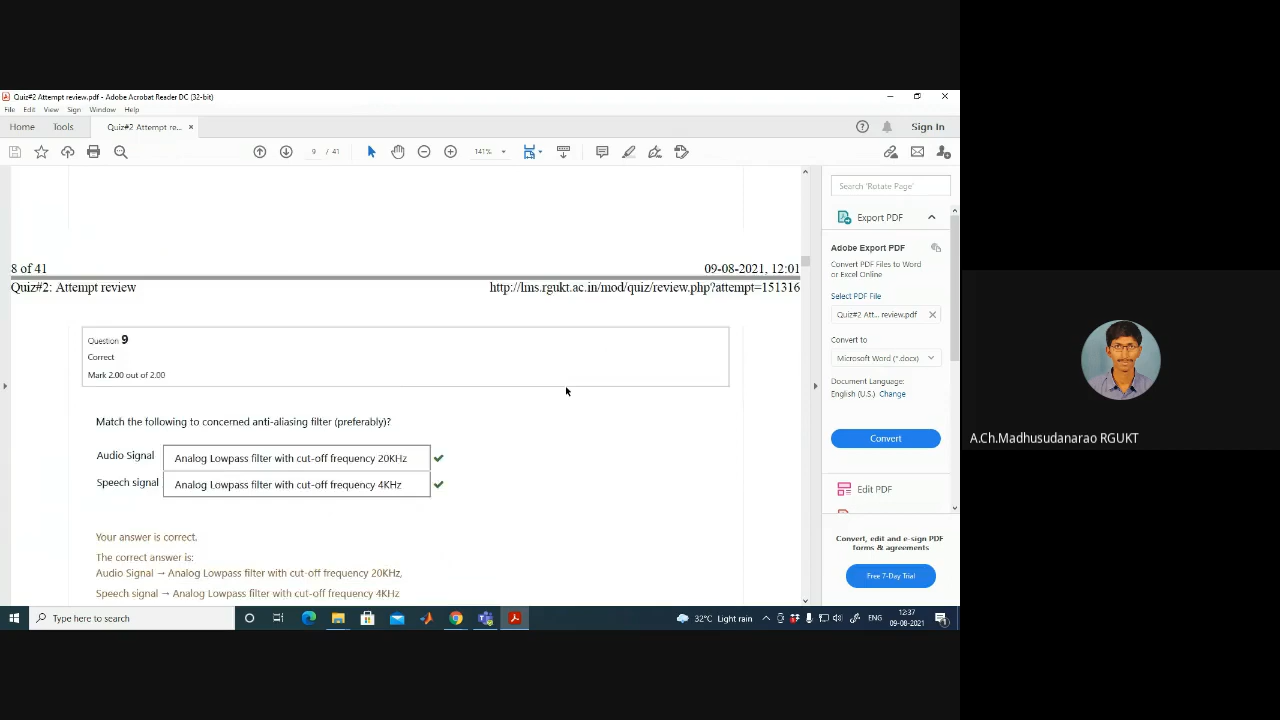 Quiz#2 Attempt review.pdf - Adobe Acrobat Reader DC (32-bit)
File Edit View Sign Window Help
Home Tools Quiz#2 Attempt re... × Sign In
9 / 41 141%
8 of 41 09-08-2021, 12:01
Quiz#2: Attempt review http://lms.rgukt.ac.in/mod/quiz/review.php?attempt=151316
Question 9
Correct
Mark 2.00 out of 2.00
Match the following to concerned anti-aliasing filter (preferably)?
Audio Signal Analog Lowpass filter with cut-off frequency 20KHz
Speech signal Analog Lowpass filter with cut-off frequency 4KHz
Your answer is correct.
The correct answer is:
Audio Signal → Analog Lowpass filter with cut-off frequency 20KHz,
Speech signal → Analog Lowpass filter with cut-off frequency 4KHz
Search 'Rotate Page'
Export PDF
Adobe Export PDF
Convert PDF Files to Word
or Excel Online
Select PDF File
Quiz#2 Att... review.pdf
Convert to
Microsoft Word (*.docx)
Document Language:
English (U.S.) Change
Convert
Edit PDF
Convert, edit and e-sign PDF
forms & agreements
Free 7-Day Trial
Type here to search
32°C Light rain ENG
12:37
09-08-2021
A.Ch.Madhusudanarao RGUKT